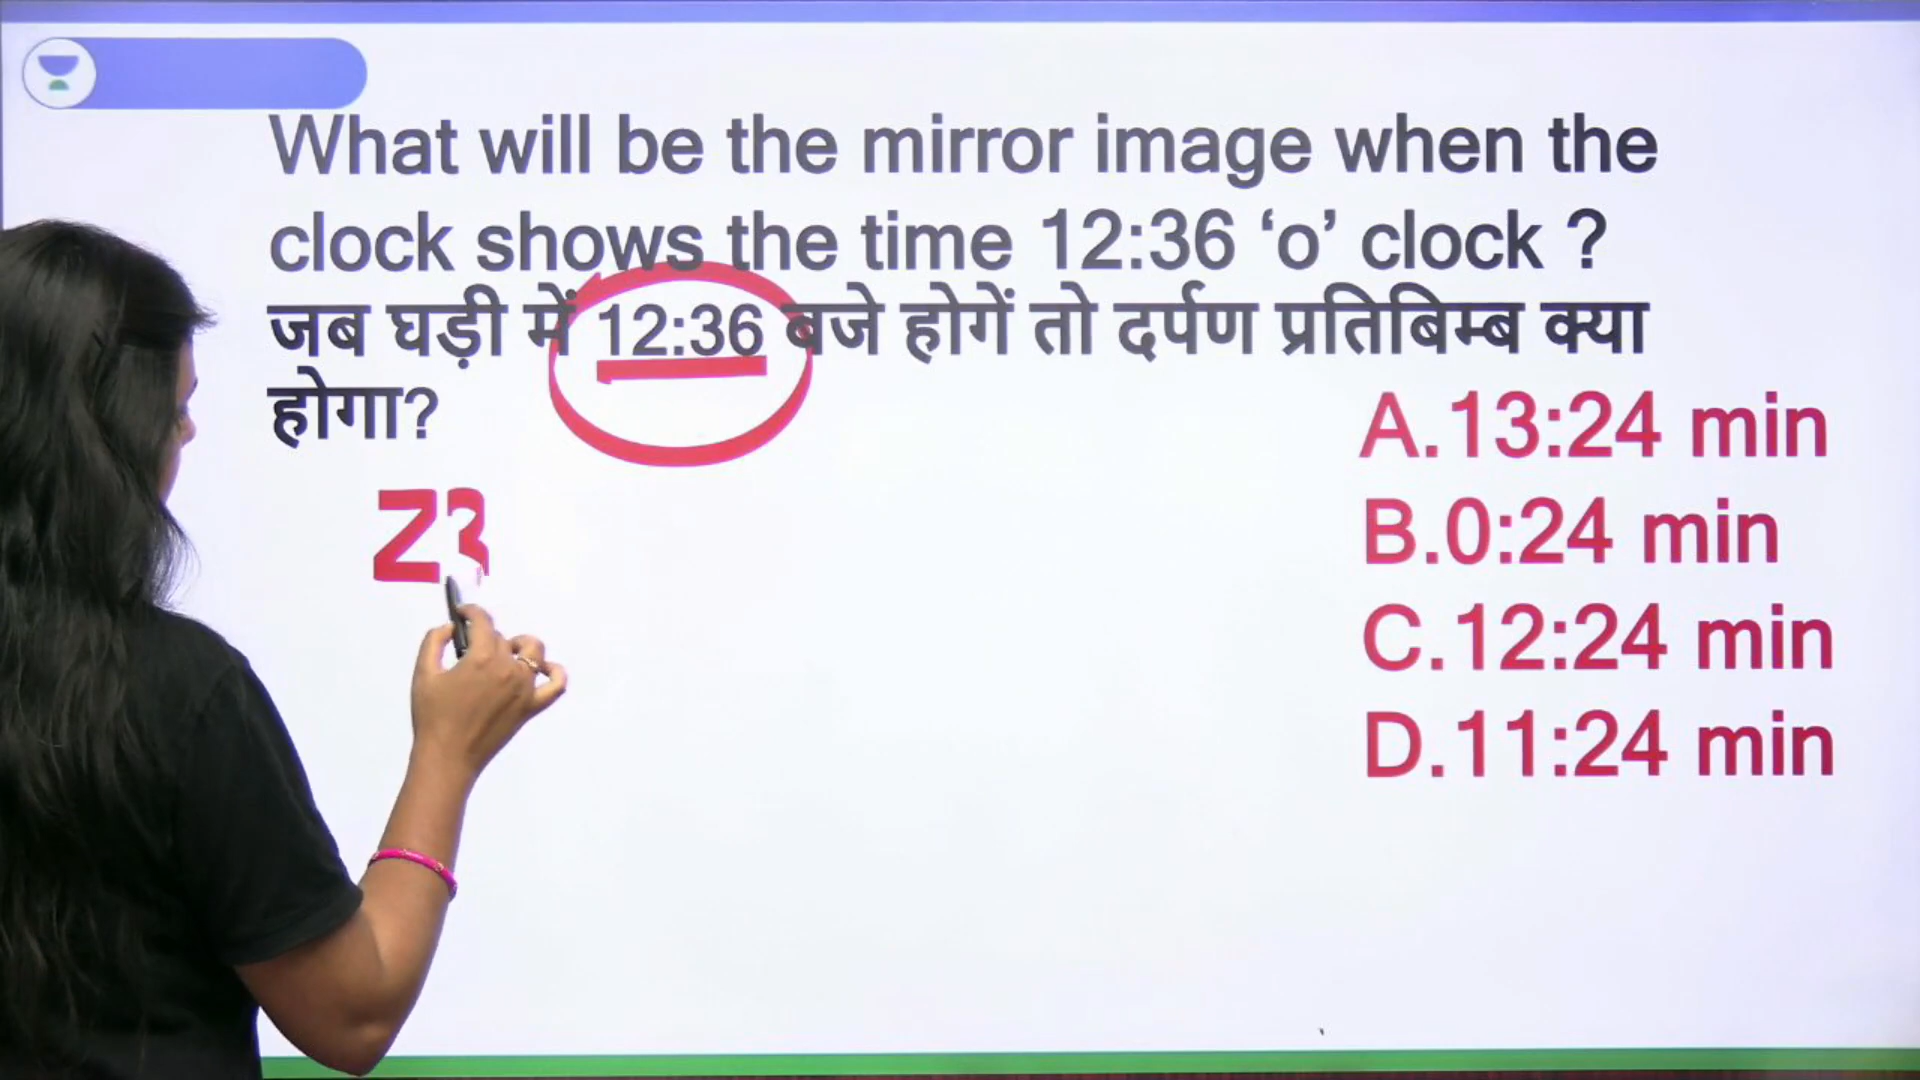 What will be the mirror image when the
clock shows the time 12:36 ‘o’ clock ?
जब घड़ी में 12:36 बजे होगें तो दर्पण प्रतिबिम्ब क्या
होगा?
A.13:24 min
B.0:24 min
C.12:24 min
D.11:24 min
23